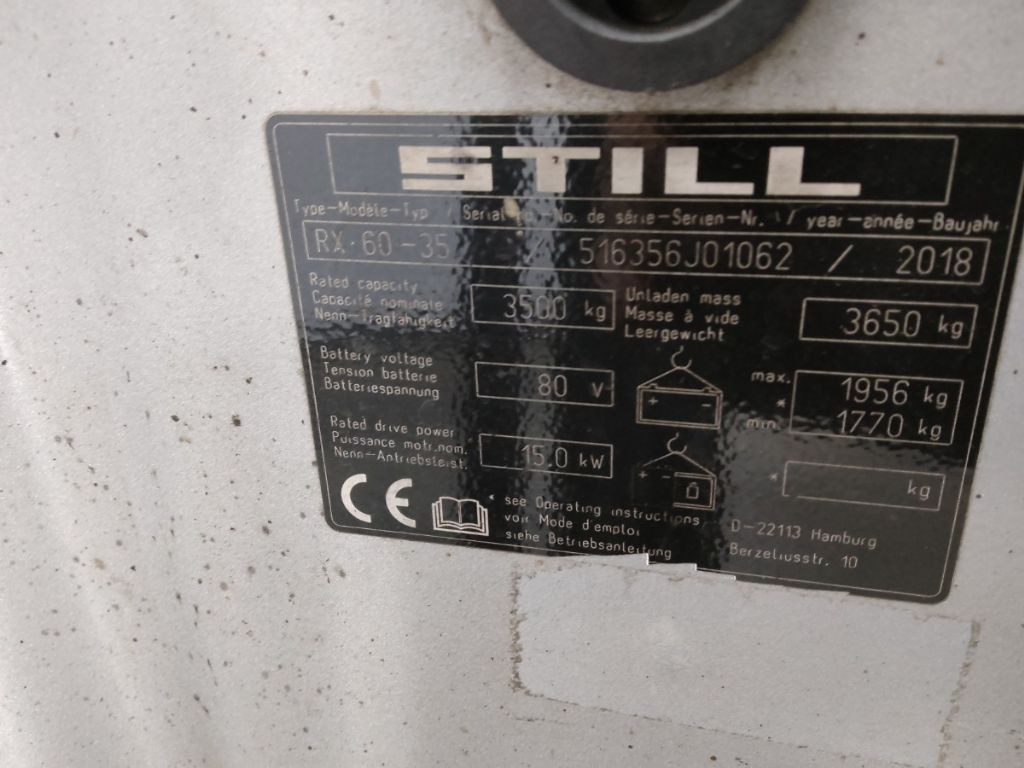 STILL
Type-Modèle-Typ / Serial no.-No. de série-Serien-Nr. / year-année-Baujahr
RX 60-35 / 516356J01062 / 2018
Rated capacity
Capacité nominale
Nenn-Tragfähigkeit
3500 kg
Unladen mass
Masse à vide
Leergewicht
3650 kg
Battery voltage
Tension batterie
Batteriespannung
80 V
max. 1956 kg
*
min. 1770 kg
Rated drive power
Puissance motr.nom.
Nenn-Antriebsleist.
15.0 kW
* kg
CE
* see Operating instructions
voir Mode d'emploi
siehe Betriebsanleitung
D-22113 Hamburg
Berzeliusstr. 10